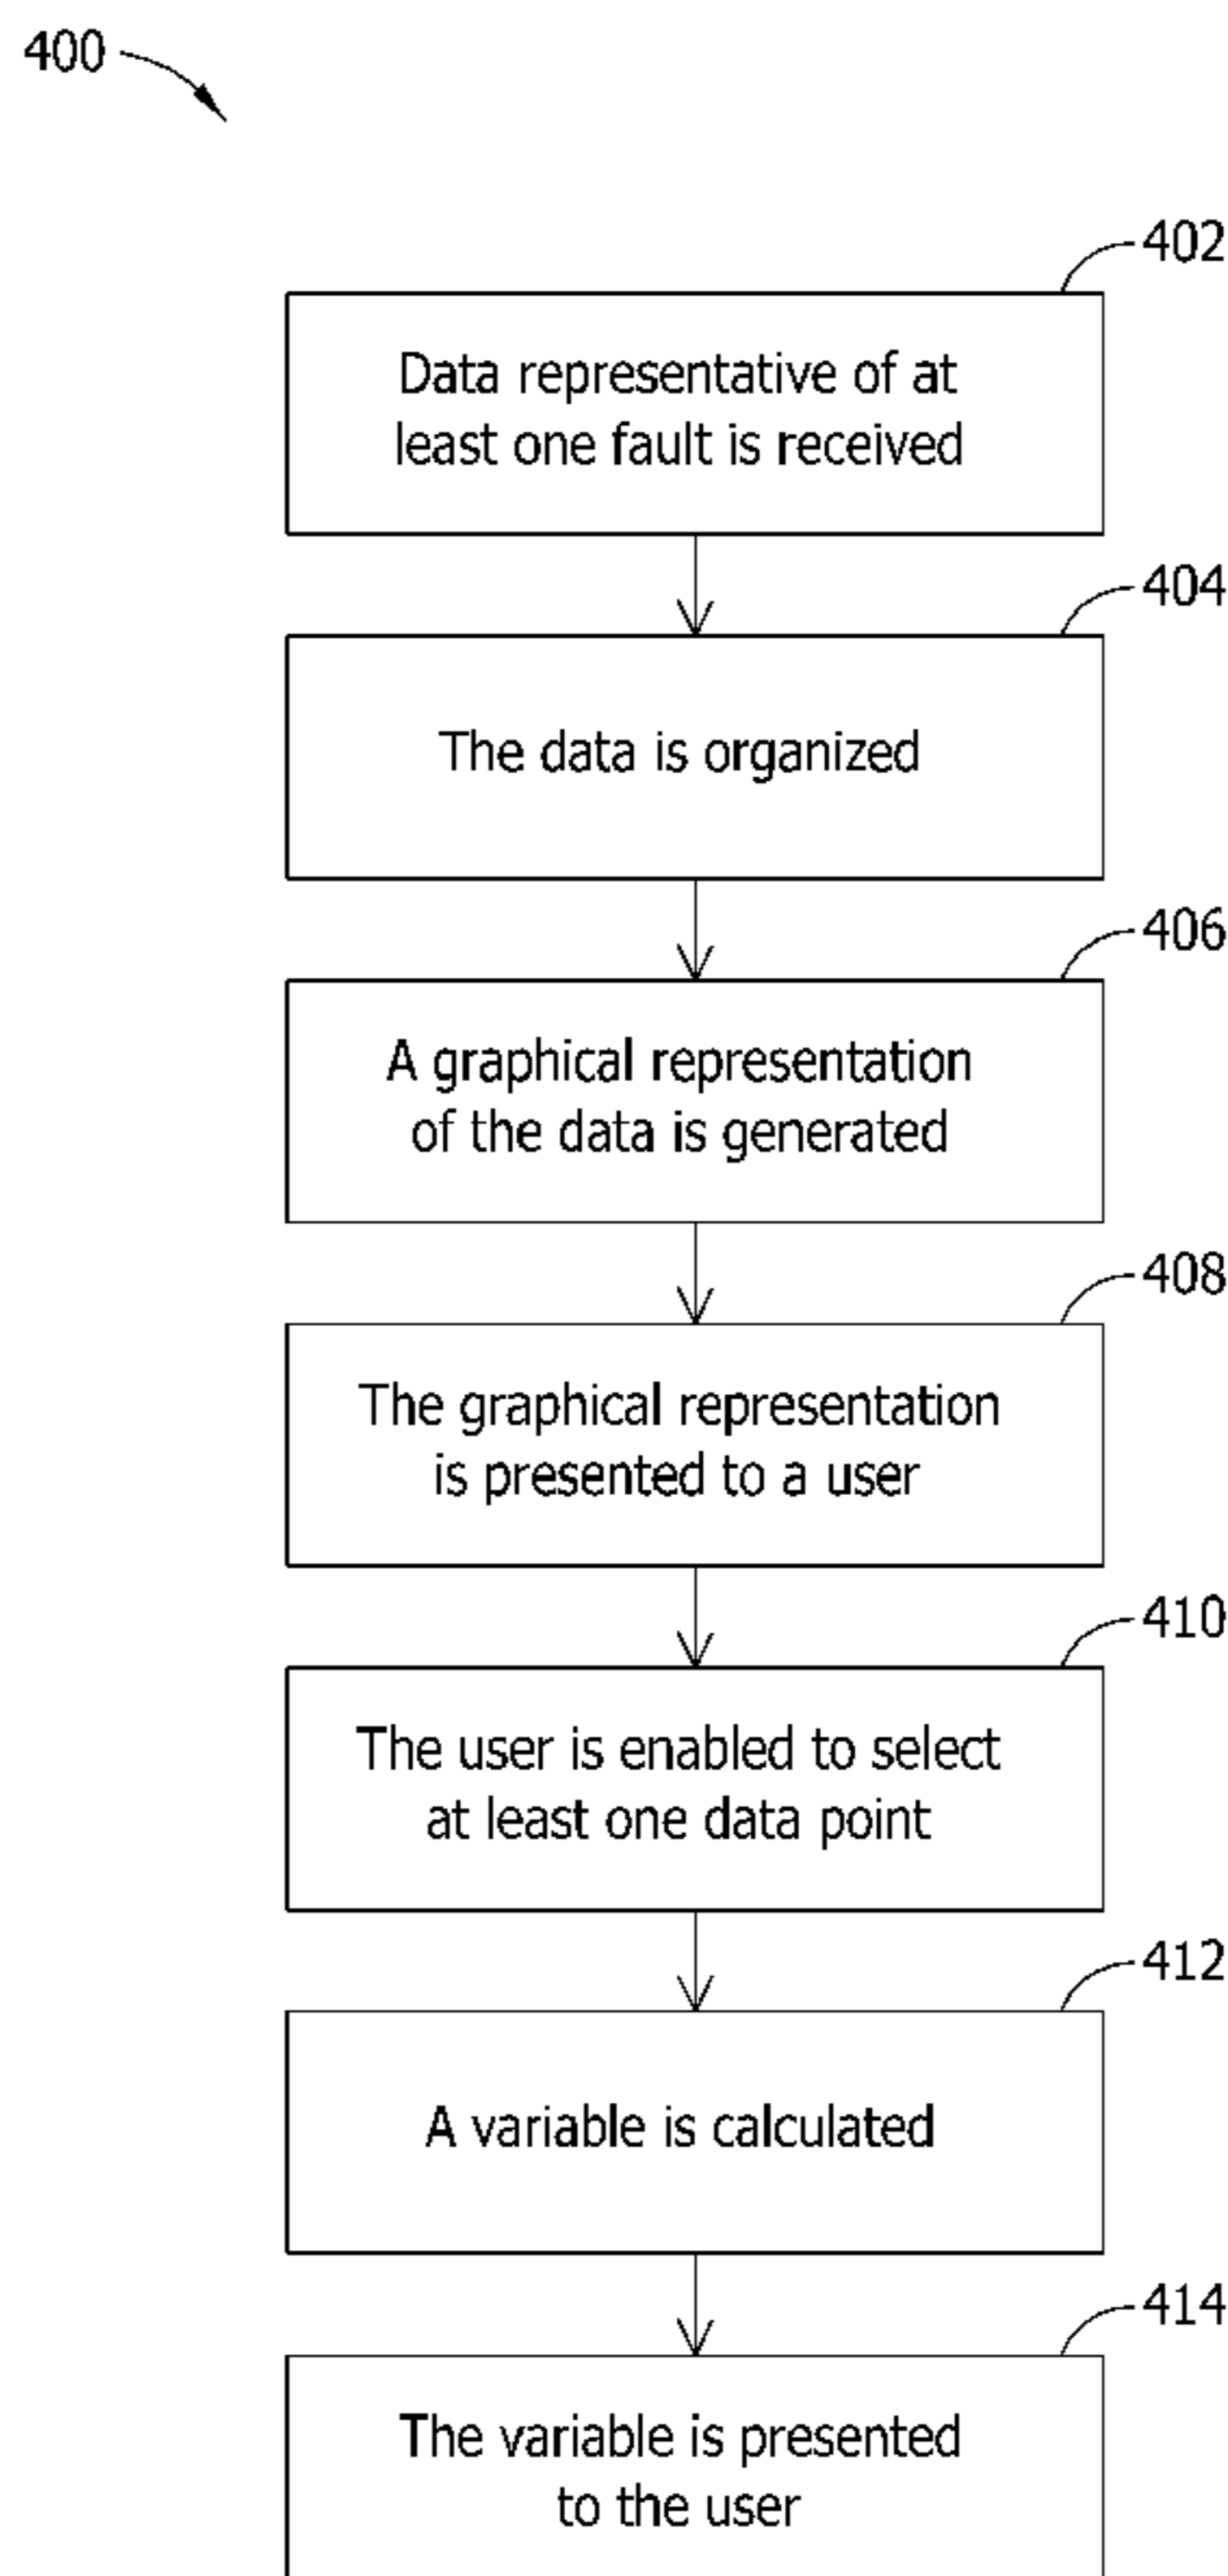 400
402
Data representative of at
least one fault is received
404
The data is organized
406
A graphical representation
of the data is generated
408
The graphical representation
is presented to a user
410
The user is enabled to select
at least one data point
412
A variable is calculated
414
The variable is presented
to the user